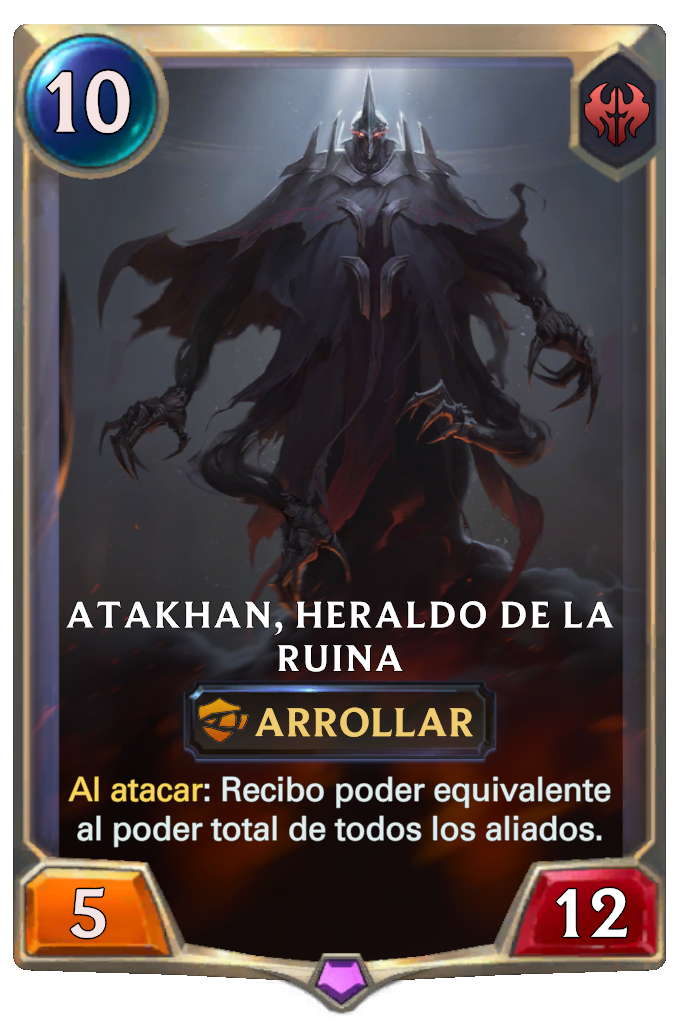 10
ATAKHAN, HERALDO DE LA
RUINA
ARROLLAR
Al atacar: Recibo poder equivalente
al poder total de todos los aliados.
5
12